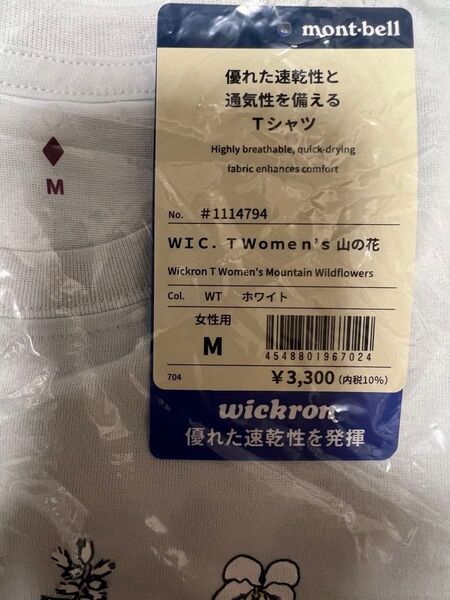 mont-bell
優れた速乾性と
通気性を備える
Tシャツ
Highly breathable, quick-drying
fabric enhances comfort
No. #1114794
WIC. T Women's 山の花
Wickron T Women's Mountain Wildflowers
Col. WT ホワイト
女性用
M
4548801967024
704 ¥3,300 (内税10%)
wickron
優れた速乾性を発揮
M